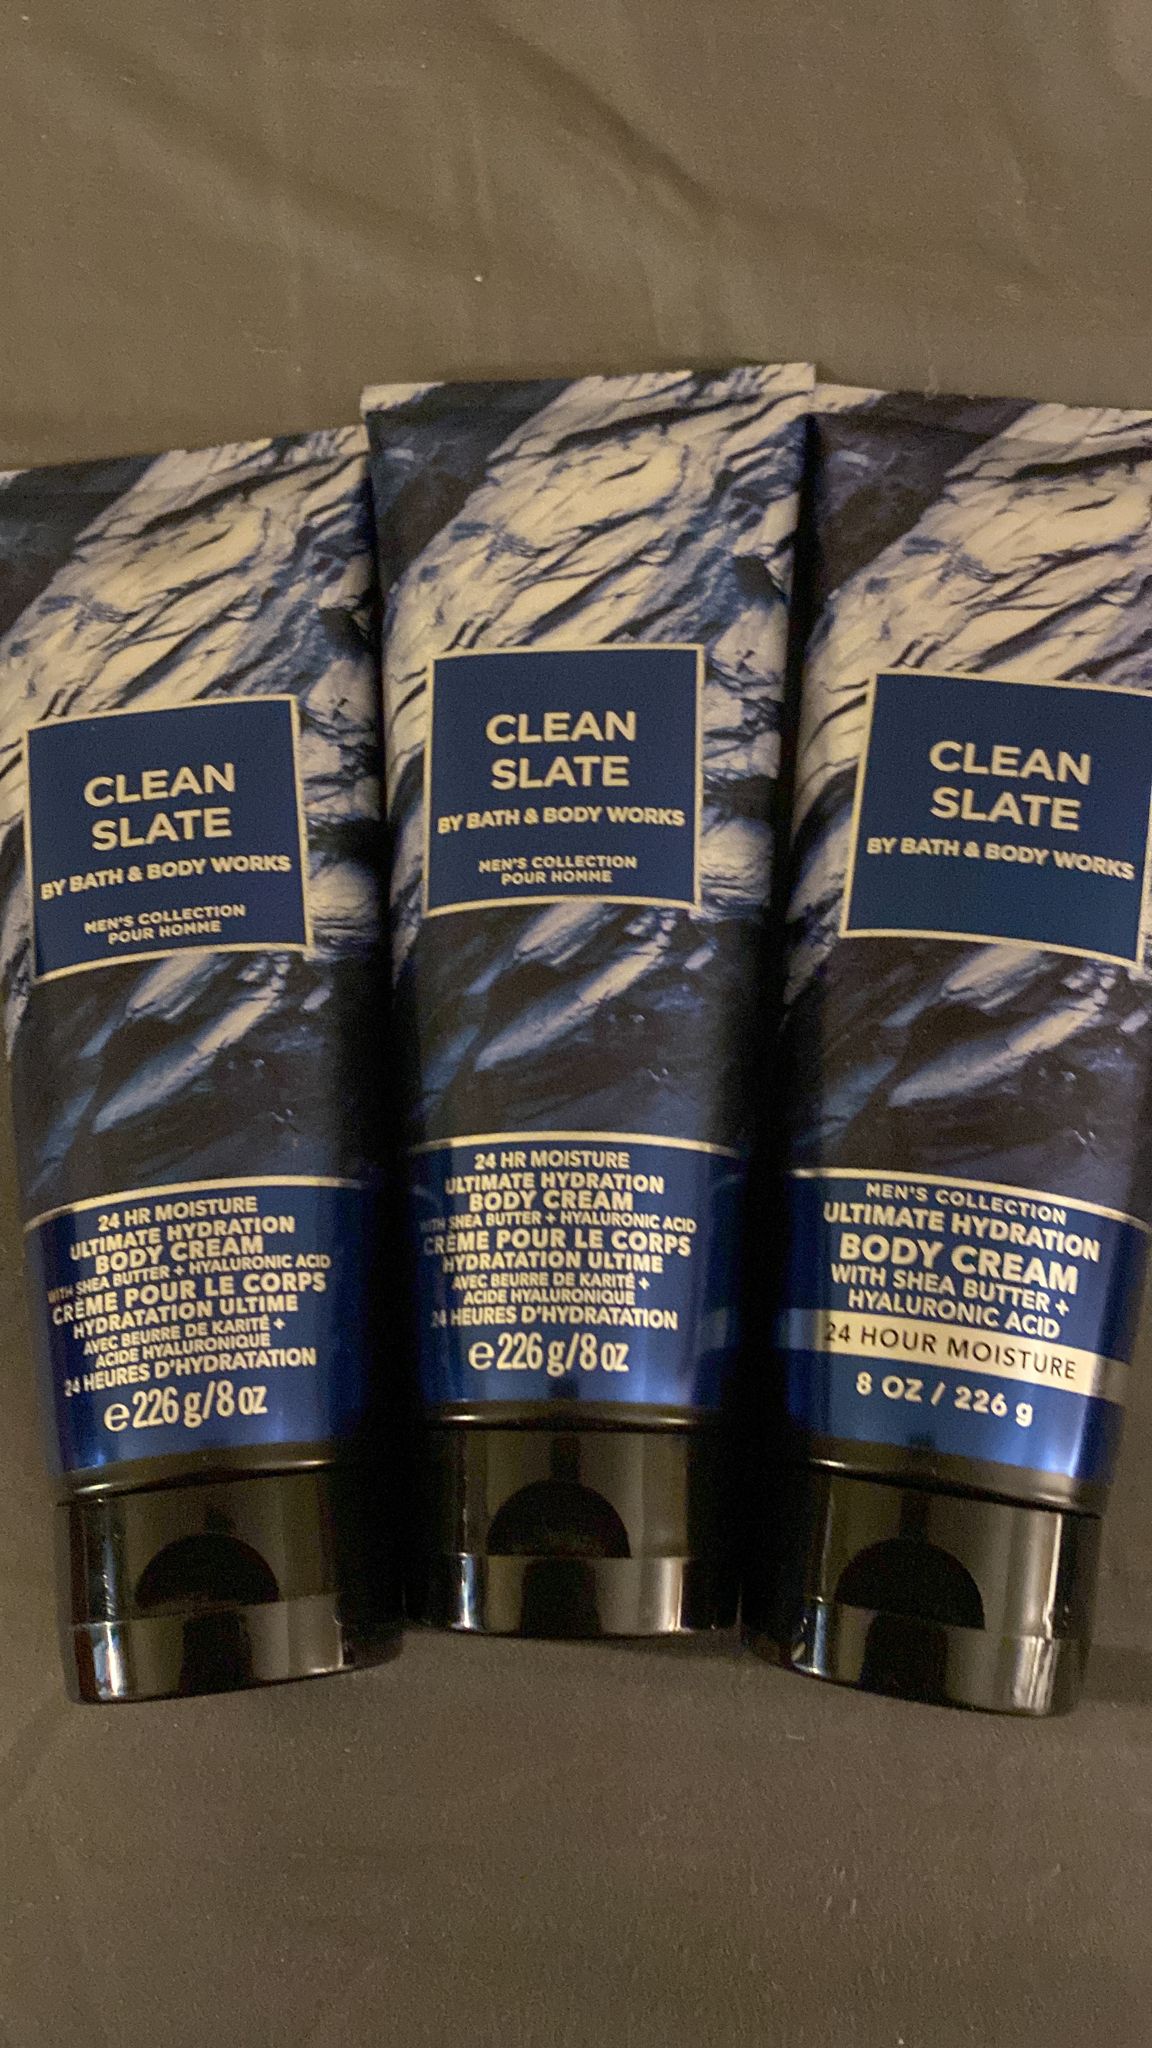 CLEAN
SLATE
BY BATH & BODY WORKS
MEN'S COLLECTION
POUR HOMME
24 HR MOISTURE
ULTIMATE HYDRATION
BODY CREAM
WITH SHEA BUTTER + HYALURONIC ACID
CRÈME POUR LE CORPS
HYDRATATION ULTIME
AVEC BEURRE DE KARITÉ +
ACIDE HYALURONIQUE
24 HEURES D'HYDRATATION
e 226 g/8 oz
CLEAN
SLATE
BY BATH & BODY WORKS
MEN'S COLLECTION
POUR HOMME
24 HR MOISTURE
ULTIMATE HYDRATION
BODY CREAM
WITH SHEA BUTTER + HYALURONIC ACID
CRÈME POUR LE CORPS
HYDRATATION ULTIME
AVEC BEURRE DE KARITÉ +
ACIDE HYALURONIQUE
24 HEURES D'HYDRATATION
e 226 g/8 oz
CLEAN
SLATE
BY BATH & BODY WORKS
MEN'S COLLECTION
ULTIMATE HYDRATION
BODY CREAM
WITH SHEA BUTTER +
HYALURONIC ACID
24 HOUR MOISTURE
8 OZ / 226 g